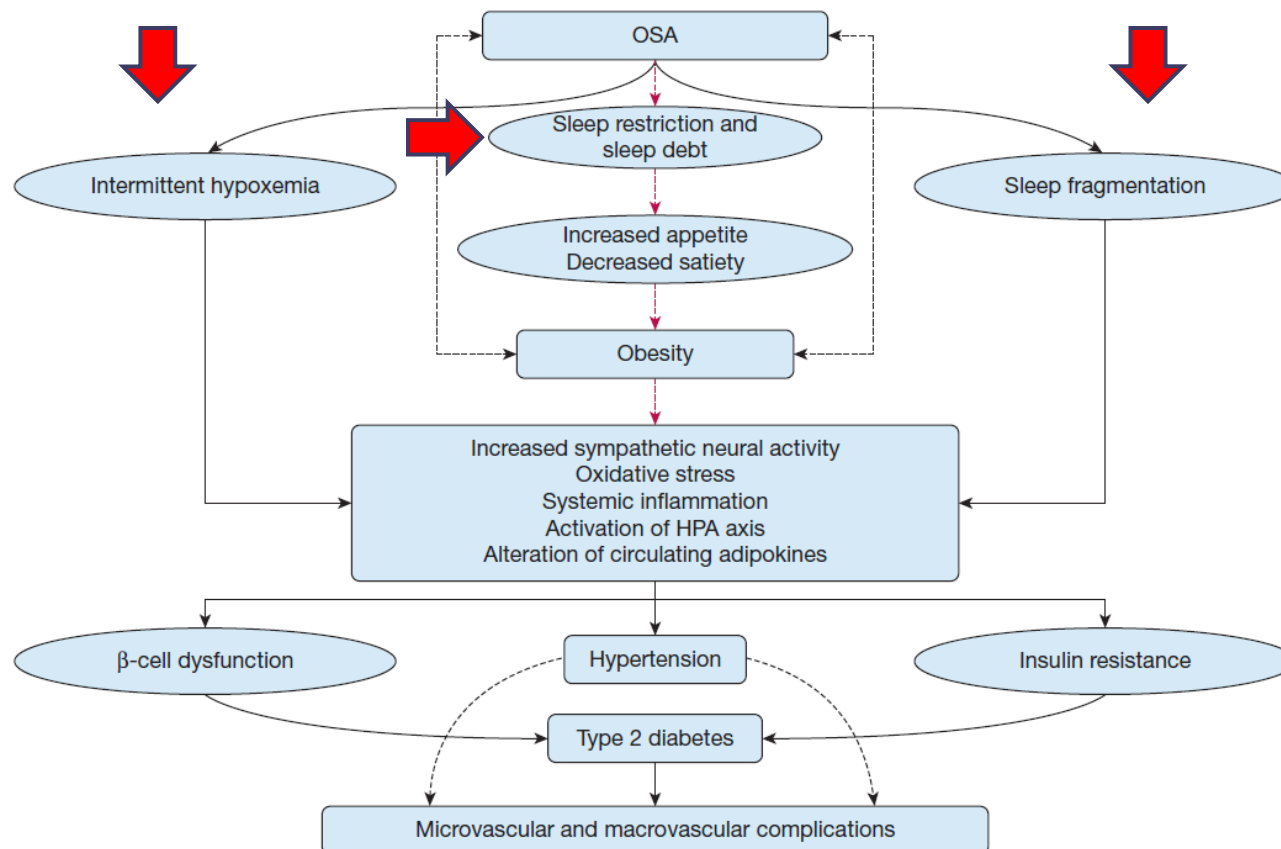 OSA
Sleep restriction and
sleep debt
Intermittent hypoxemia
Sleep fragmentation
Increased appetite
Decreased satiety
Obesity
Increased sympathetic neural activity
Oxidative stress
Systemic inflammation
Activation of HPA axis
Alteration of circulating adipokines
β-cell dysfunction
Hypertension
Insulin resistance
Type 2 diabetes
Microvascular and macrovascular complications